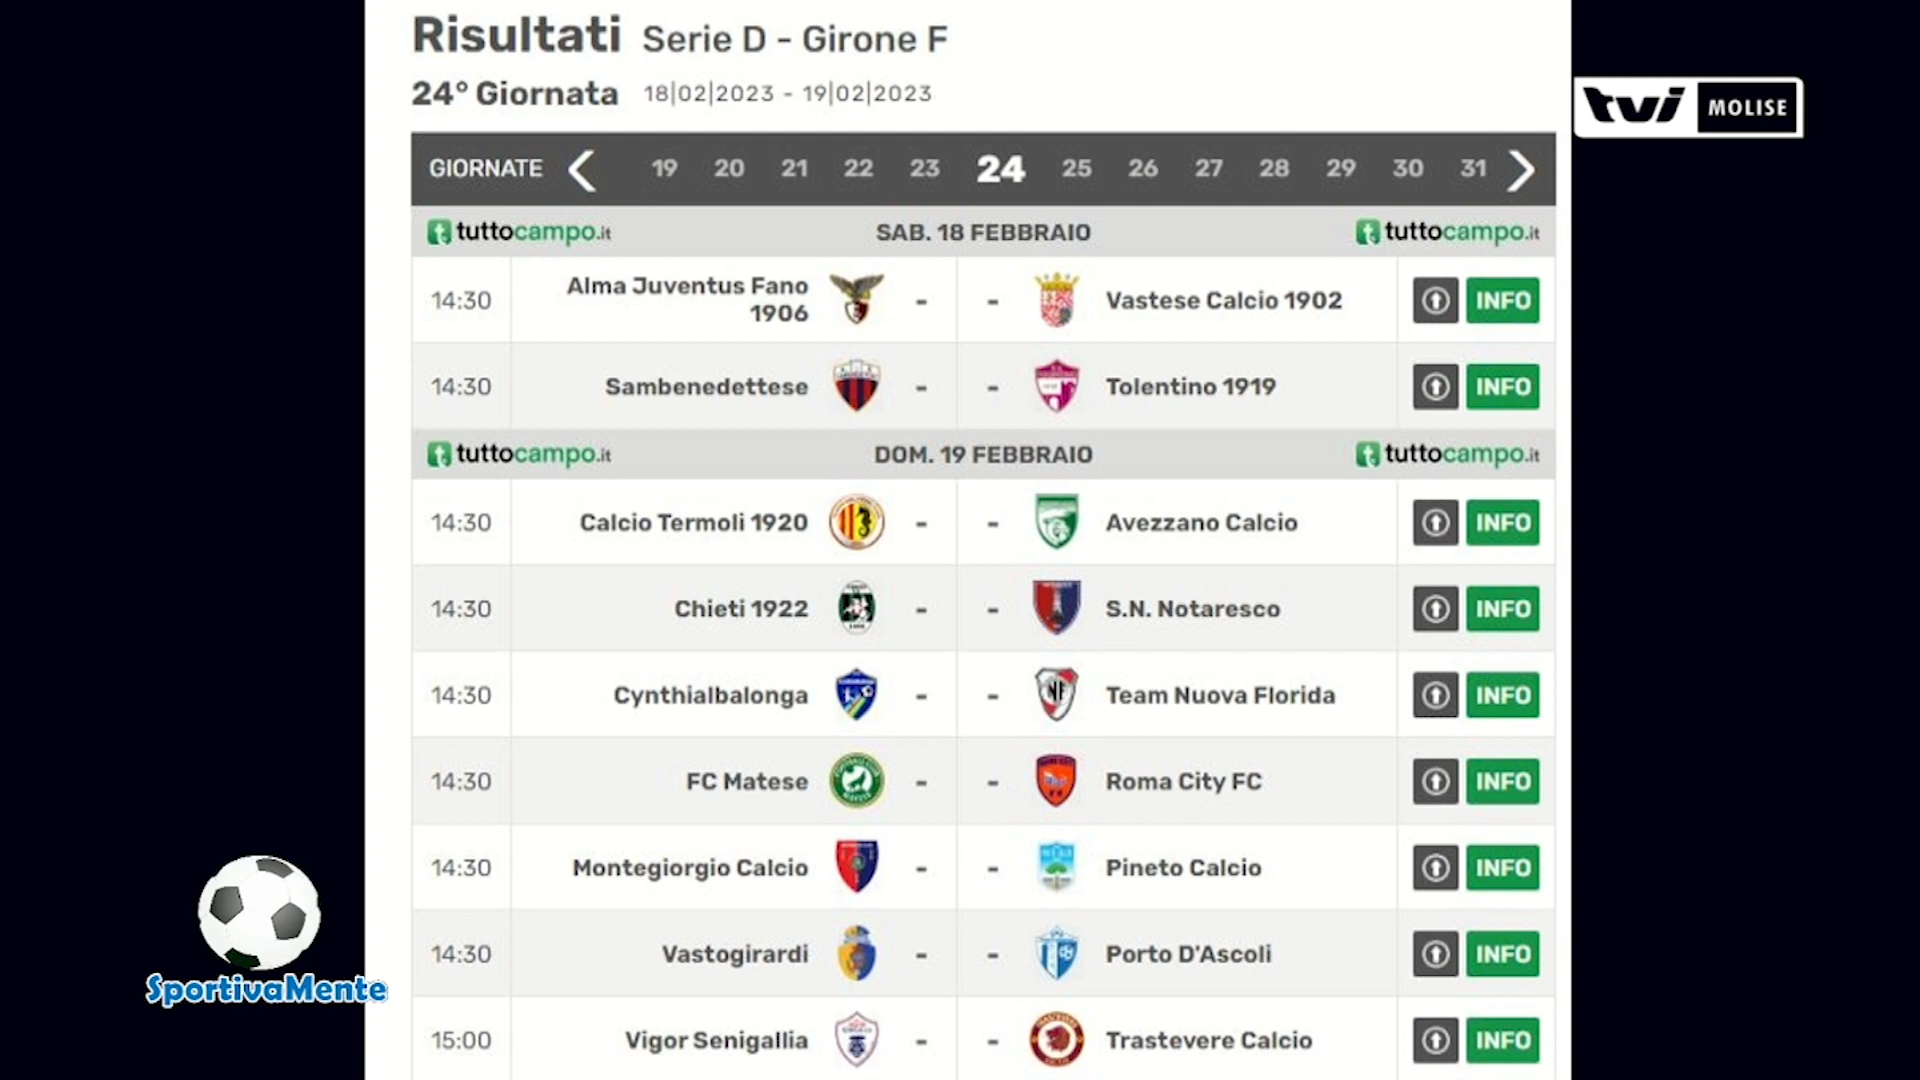 Risultati Serie D - Girone F
24° Giornata 18|02|2023 - 19|02|2023
tvi MOLISE
GIORNATE 19 20 21 22 23 24 25 26 27 28 29 30 31
tuttocampo.it SAB. 18 FEBBRAIO tuttocampo.it
14:30 Alma Juventus Fano 1906 - - Vastese Calcio 1902 INFO
14:30 Sambenedettese - - Tolentino 1919 INFO
tuttocampo.it DOM. 19 FEBBRAIO tuttocampo.it
14:30 Calcio Termoli 1920 - - Avezzano Calcio INFO
14:30 Chieti 1922 - - S.N. Notaresco INFO
14:30 Cynthialbalonga - - Team Nuova Florida INFO
14:30 FC Matese - - Roma City FC INFO
14:30 Montegiorgio Calcio - - Pineto Calcio INFO
14:30 Vastogirardi - - Porto D'Ascoli INFO
SportivaMente
15:00 Vigor Senigallia - - Trastevere Calcio INFO